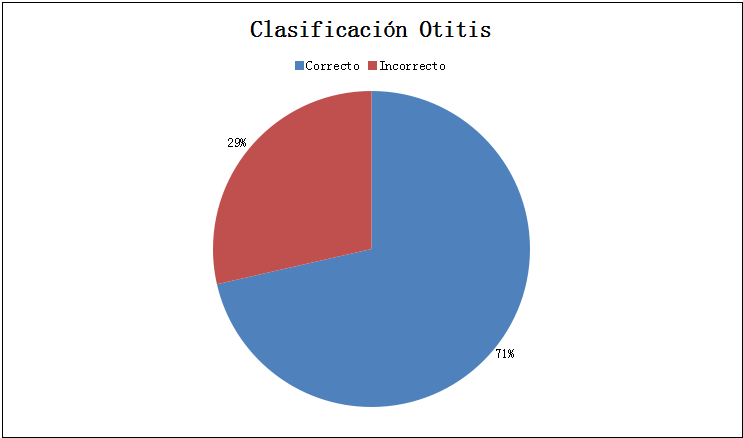 Clasificación Otitis
Correcto Incorrecto
29%
71%